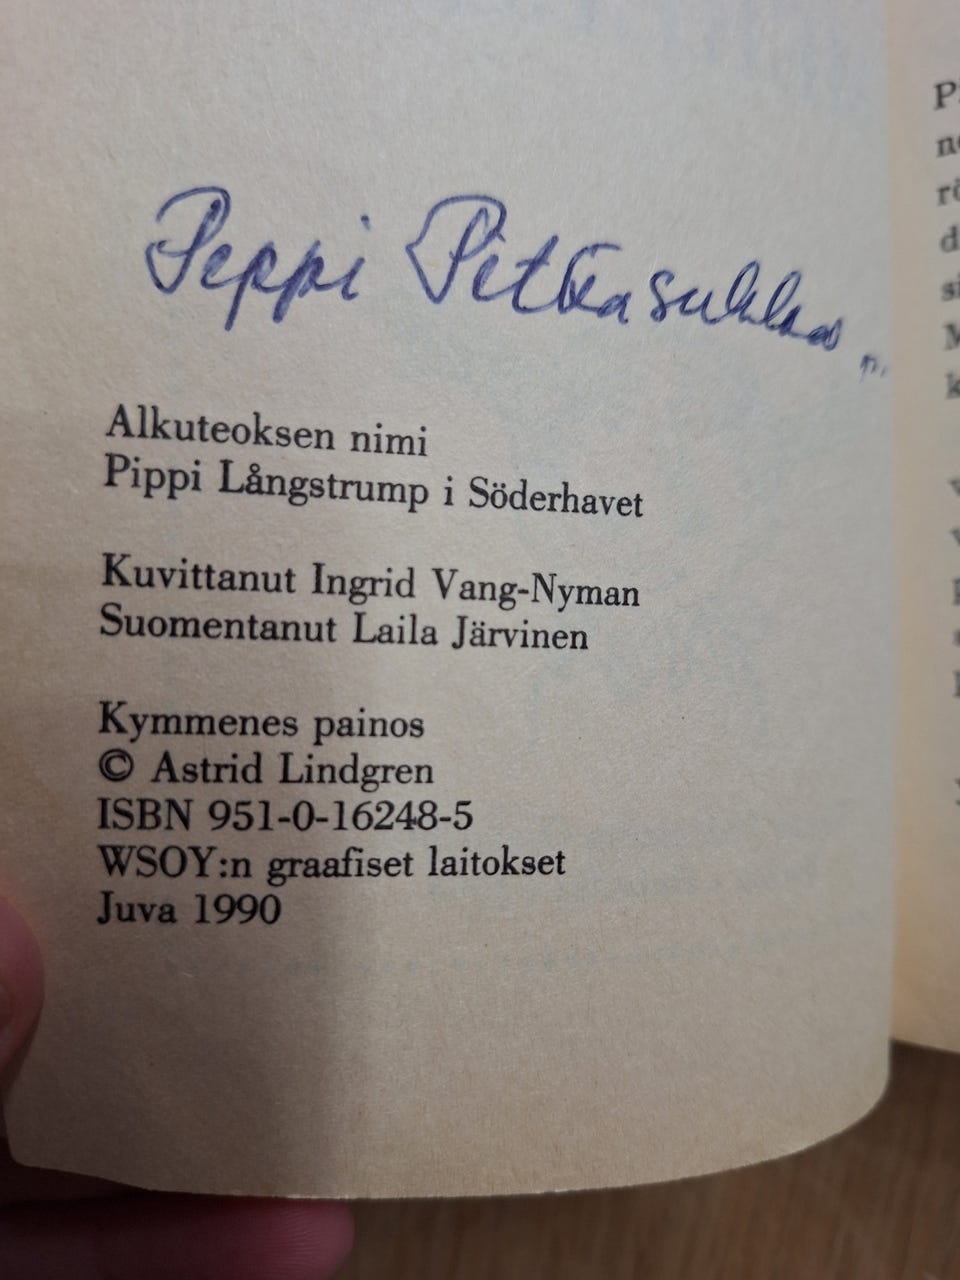 Peppi Pitkäsukka
Alkuteoksen nimi
Pippi Långstrump i Söderhavet
Kuvittanut Ingrid Vang-Nyman
Suomentanut Laila Järvinen
Kymmenes painos
© Astrid Lindgren
ISBN 951-0-16248-5
WSOY:n graafiset laitokset
Juva 1990